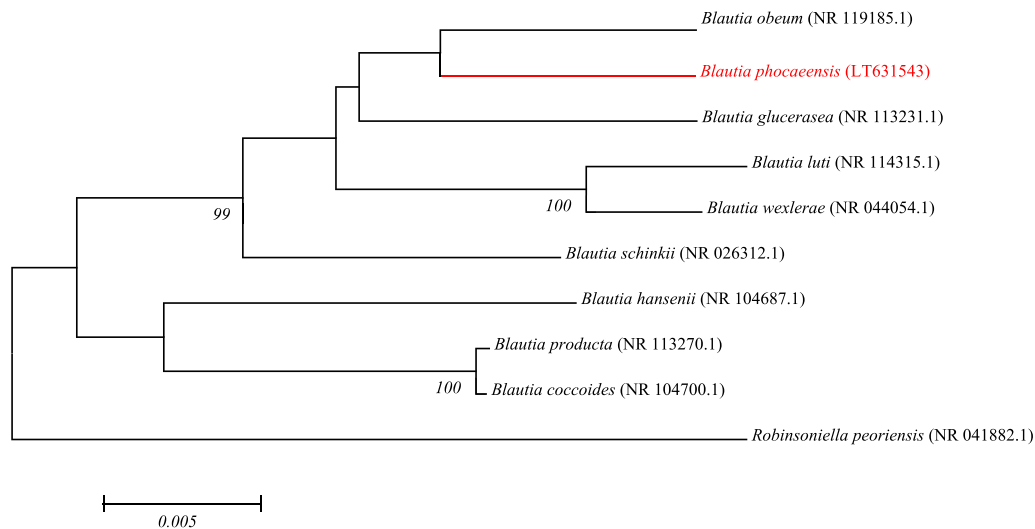 Blautia obeum (NR 119185.1)
Blautia phocaeensis (LT631543)
Blautia glucerasea (NR 113231.1)
Blautia luti (NR 114315.1)
100
Blautia wexlerae (NR 044054.1)
99
Blautia schinkii (NR 026312.1)
Blautia hansenii (NR 104687.1)
Blautia producta (NR 113270.1)
100
Blautia coccoides (NR 104700.1)
Robinsoniella peoriensis (NR 041882.1)
0.005